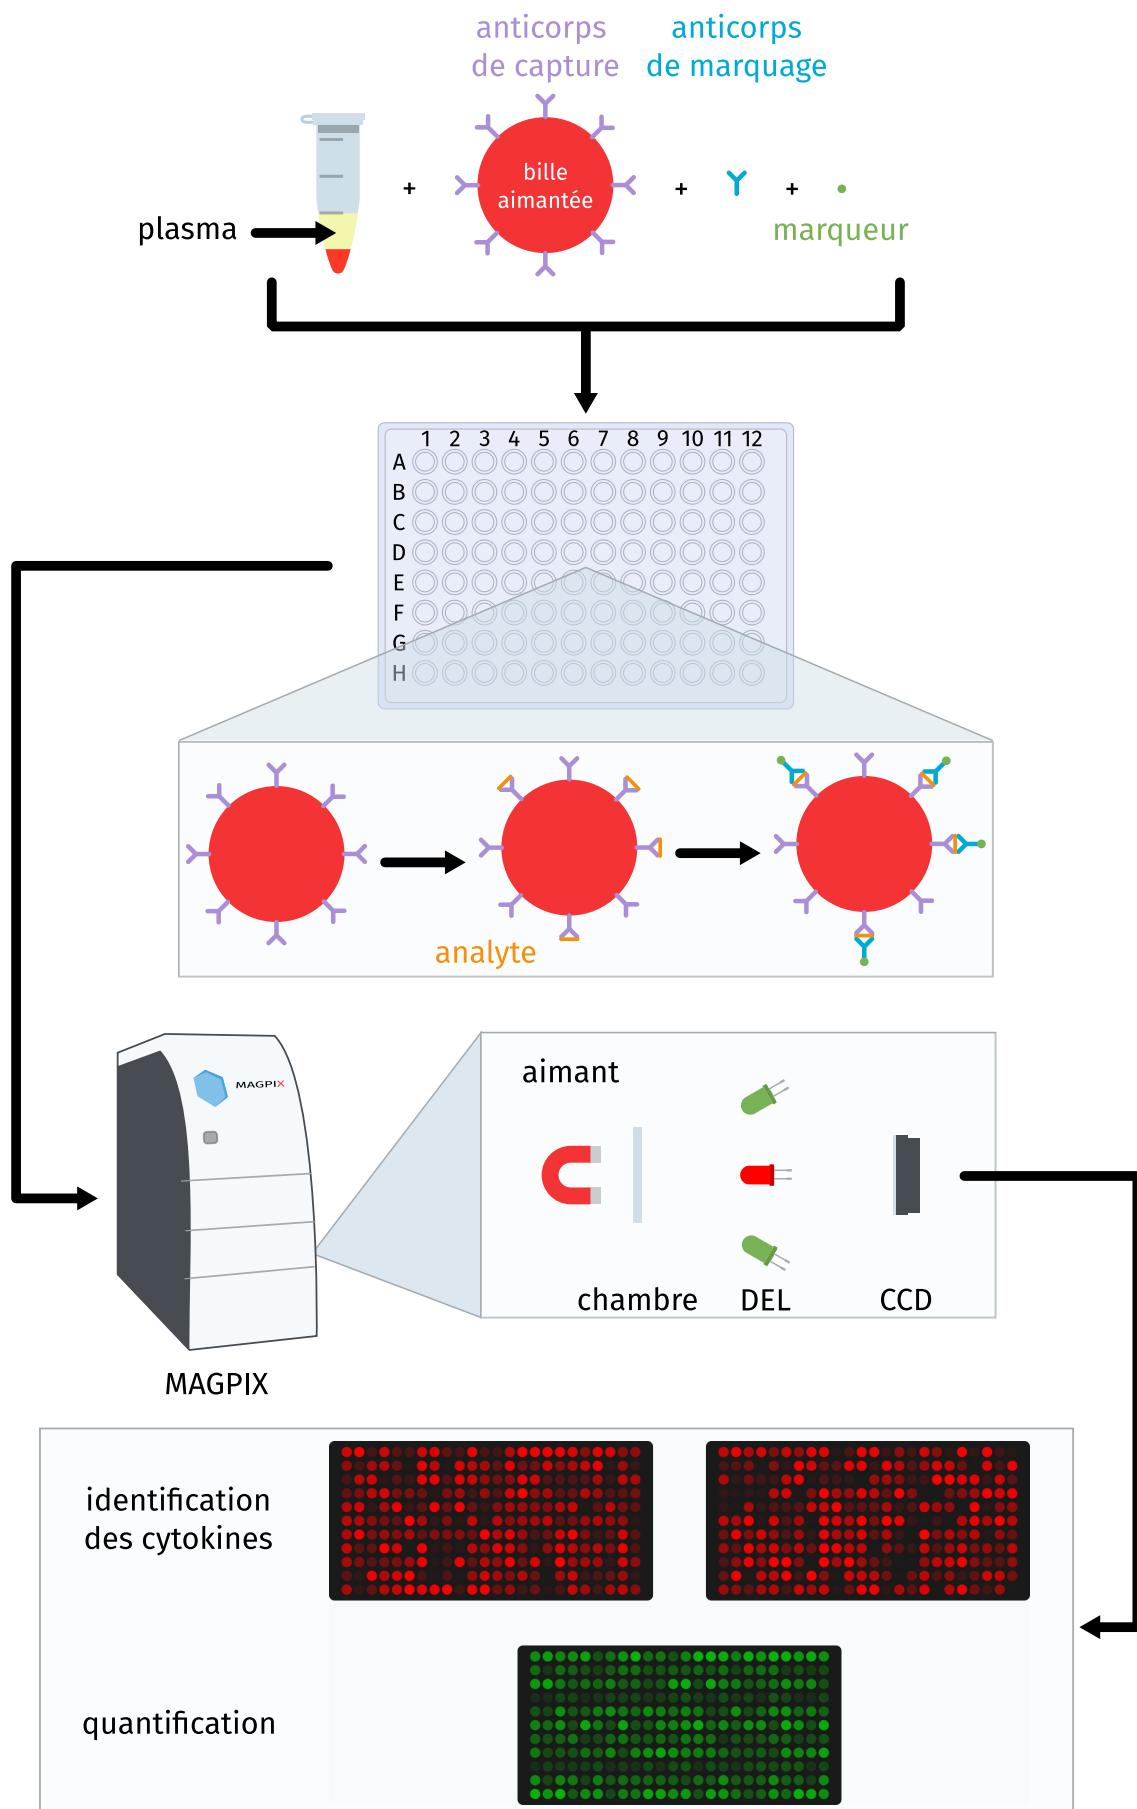 anticorps
de capture
anticorps
de marquage
bille
aimantée
+
+
+
plasma
marqueur
1 2 3 4 5 6 7 8 9 10 11 12
A
B
C
D
E
F
G
H
analyte
MAGPIX
aimant
chambre
DEL
CCD
MAGPIX
identification
des cytokines
quantification